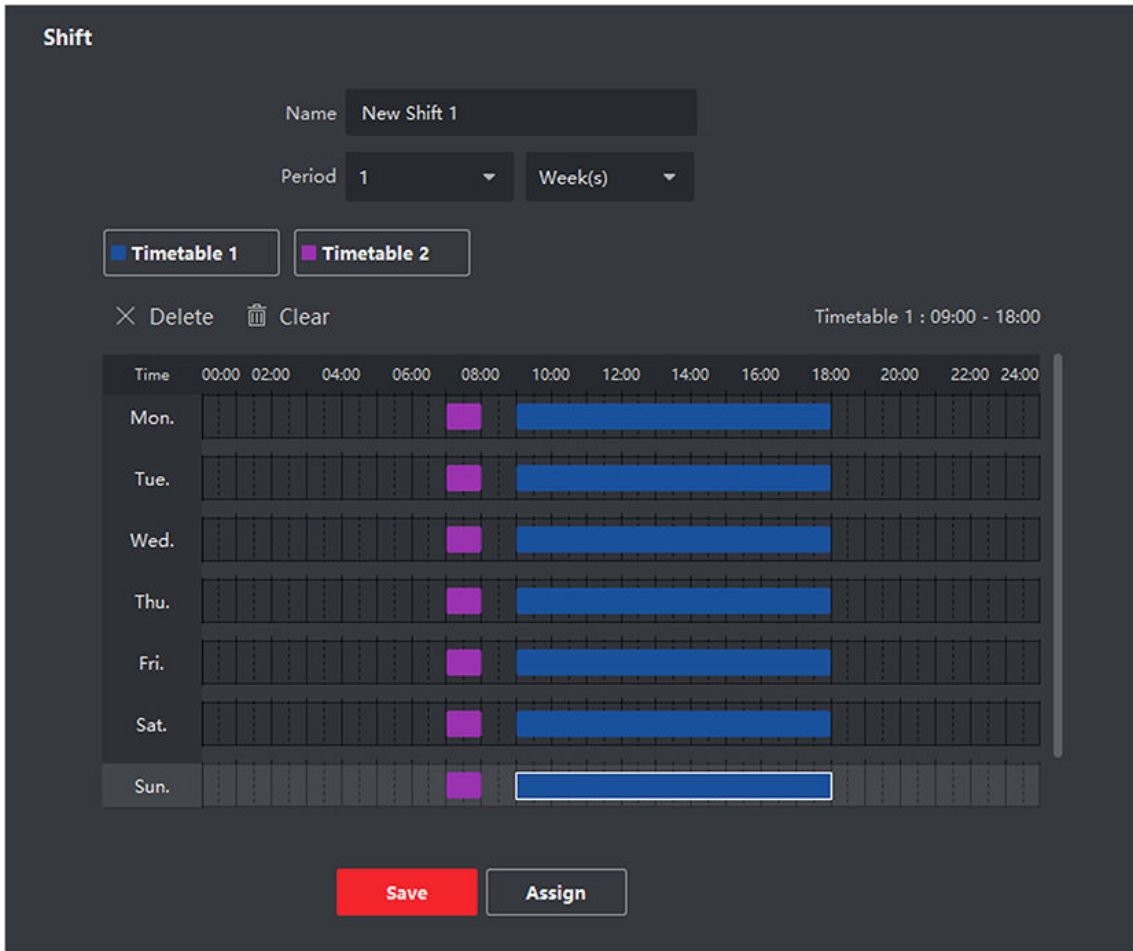 Shift
Name New Shift 1
Period 1 Week(s)
Timetable 1 Timetable 2
Delete Clear Timetable 1 : 09:00 - 18:00
Time 00:00 02:00 04:00 06:00 08:00 10:00 12:00 14:00 16:00 18:00 20:00 22:00 24:00
Mon.
Tue.
Wed.
Thu.
Fri.
Sat.
Sun.
Save Assign